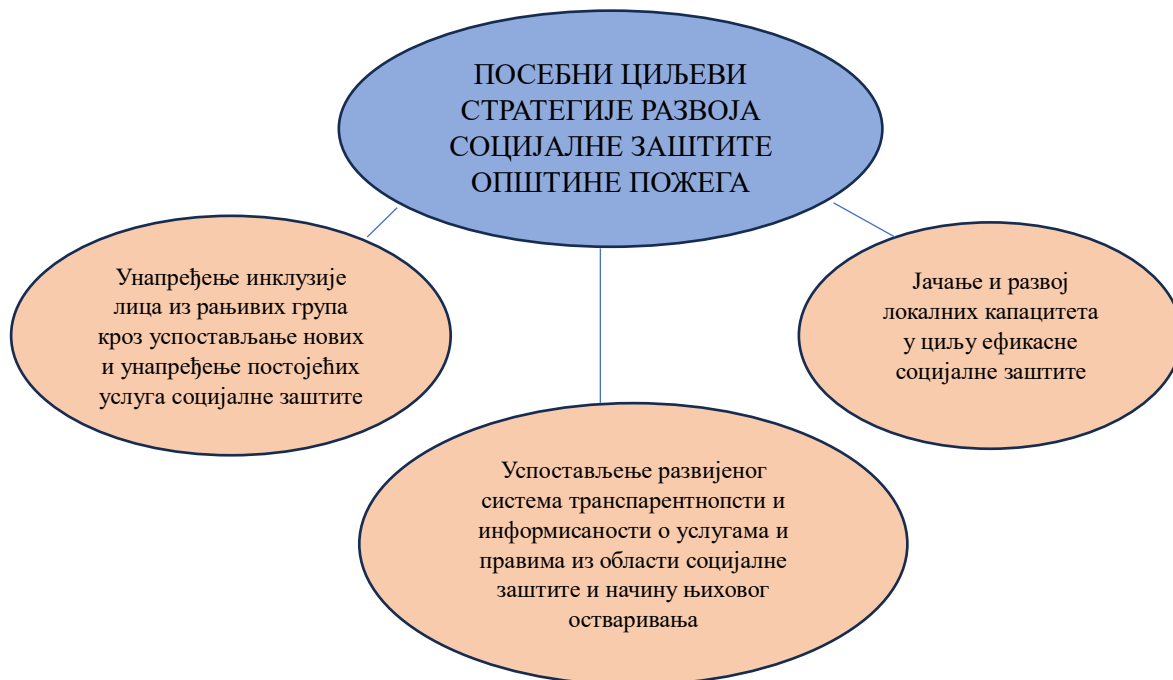 ПОСЕБНИ ЦИЉЕВИ
СТРАТЕГИЈЕ РАЗВОЈА
СОЦИЈАЛНЕ ЗАШТИТЕ
ОПШТИНЕ ПОЖЕГА
Унапређење инклузије
лица из рањивих група
кроз успостављање нових
и унапређење постојећих
услуга социјалне заштите
Јачање и развој
локалних капацитета
у циљу ефикасне
социјалне заштите
Успостављење развијеног
система транспарентнопсти и
информисаности о услугама и
правима из области социјалне
заштите и начину њиховог
остваривања